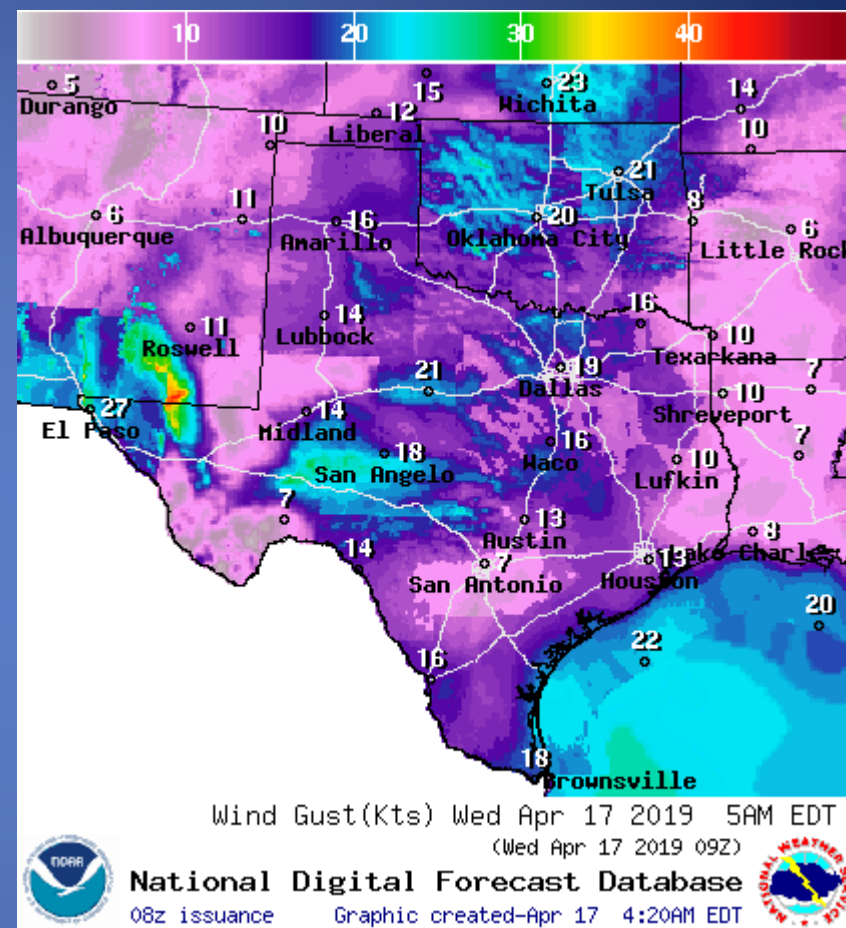 10 20 30 40
5
Durango
15
23
Wichita
14
12
Liberal
10
10
21
Tulsa
6
Albuquerque
11
16
Amarillo
20
Oklahoma City
8
6
Little Rock
11
Roswell
14
Lubbock
16
10
Texarkana
19
Dallas
21
7
10
Shreveport
27
El Paso
14
Midland
18
San Angelo
16
Waco
10
Lufkin
7
7
13
Austin
8
Lake Charles
14
7
San Antonio
13
Houston
20
22
16
18
Brownsville
Wind Gust(Kts) Wed Apr 17 2019 5AM EDT
(Wed Apr 17 2019 09Z)
National Digital Forecast Database
08z issuance Graphic created-Apr 17 4:20AM EDT
NOAA
NATIONAL WEATHER SERVICE